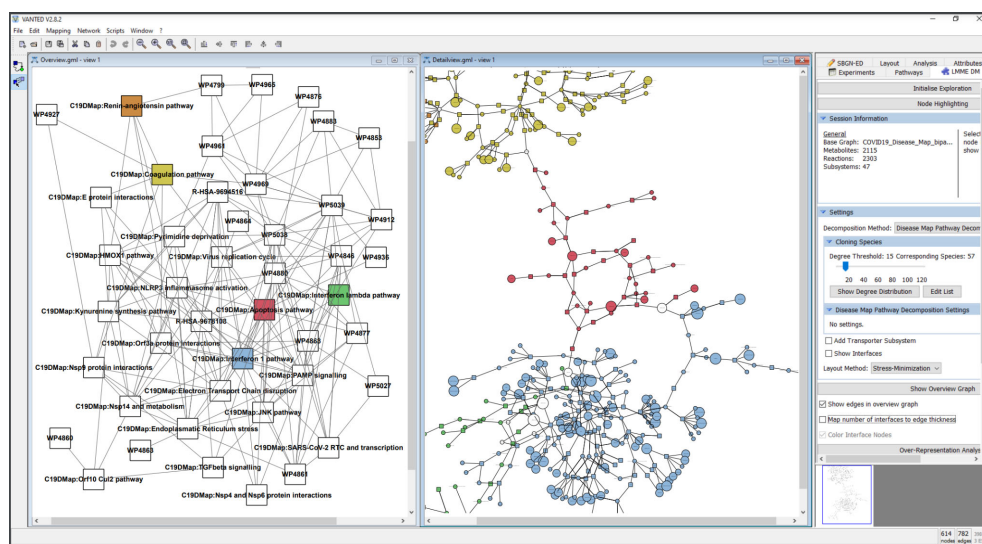 VANTED V2.8.2
File Edit Mapping Network Scripts Window ?
Overview.gml - view 1
WP4799
WP4965
WP4876
C19DMap:Renin-angiotensin pathway
WP4927
WP4883
WP4853
WP4961
C19DMap:Coagulation pathway
WP4969
R-HSA-9694516
C19DMap:E protein interactions
WP5039
WP4864
WP4912
C19DMap:Pyrimidine deprivation
WP5038
C19DMap:HMOX1 pathway
C19DMap:Virus replication cycle
WP4846
WP4936
WP4880
C19DMap:NLRP3 inflammasome activation
C19DMap:Interferon lambda pathway
C19DMap:Kynurenine synthesis pathway
C19DMap:Apoptosis pathway
R-HSA-9678108
WP4877
C19DMap:Orf3a protein interactions
WP4863
C19DMap:Interferon 1 pathway
C19DMap:Nsp9 protein interactions
C19DMap:PAMP signalling
WP5027
C19DMap:Electron Transport Chain disruption
C19DMap:Nsp14 and metabolism
C19DMap:JNK pathway
C19DMap:Endoplasmatic Reticulum stress
WP4860
C19DMap:SARS-CoV-2 RTC and transcription
WP4863
C19DMap:TGFbeta signalling
WP4861
C19DMap:Orf10 Cul2 pathway
C19DMap:Nsp4 and Nsp6 protein interactions
Detailview.gml - view 1
SBGN-ED Layout Analysis Attributes
Experiments Pathways LMME DM
Initialise Exploration
Node Highlighting
Session Information
General
Base Graph: COVID19_Disease_Map_bipa...
Metabolites: 2115
Reactions: 2303
Subsystems: 47
Select
node
show
Settings
Decomposition Method: Disease Map Pathway Decom
Cloning Species
Degree Threshold: 15 Corresponding Species: 57
20 40 60 80 100 120
Show Degree Distribution Edit List
Disease Map Pathway Decomposition Settings
No settings.
Add Transporter Subsystem
Show Interfaces
Layout Method: Stress-Minimization
Show Overview Graph
Show edges in overview graph
Map number of interfaces to edge thickness
Color Interface Nodes
Over-Representation Analys
614 782
nodes edges